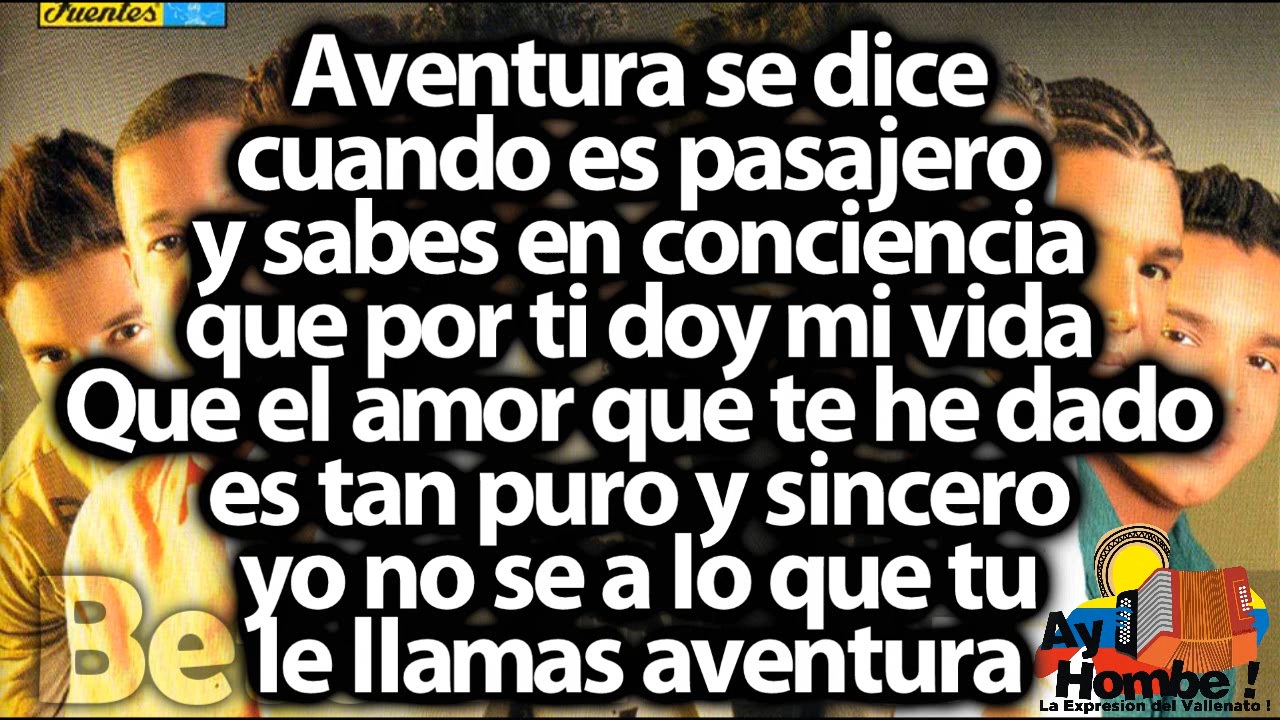 Fuentes
Aventura se dice
cuando es pasajero
y sabes en conciencia
que por ti doy mi vida
Que el amor que te he dado
es tan puro y sincero
yo no se a lo que tu
le llamas aventura
Be
Ay
Hombe !
La Expresion del Vallenato !